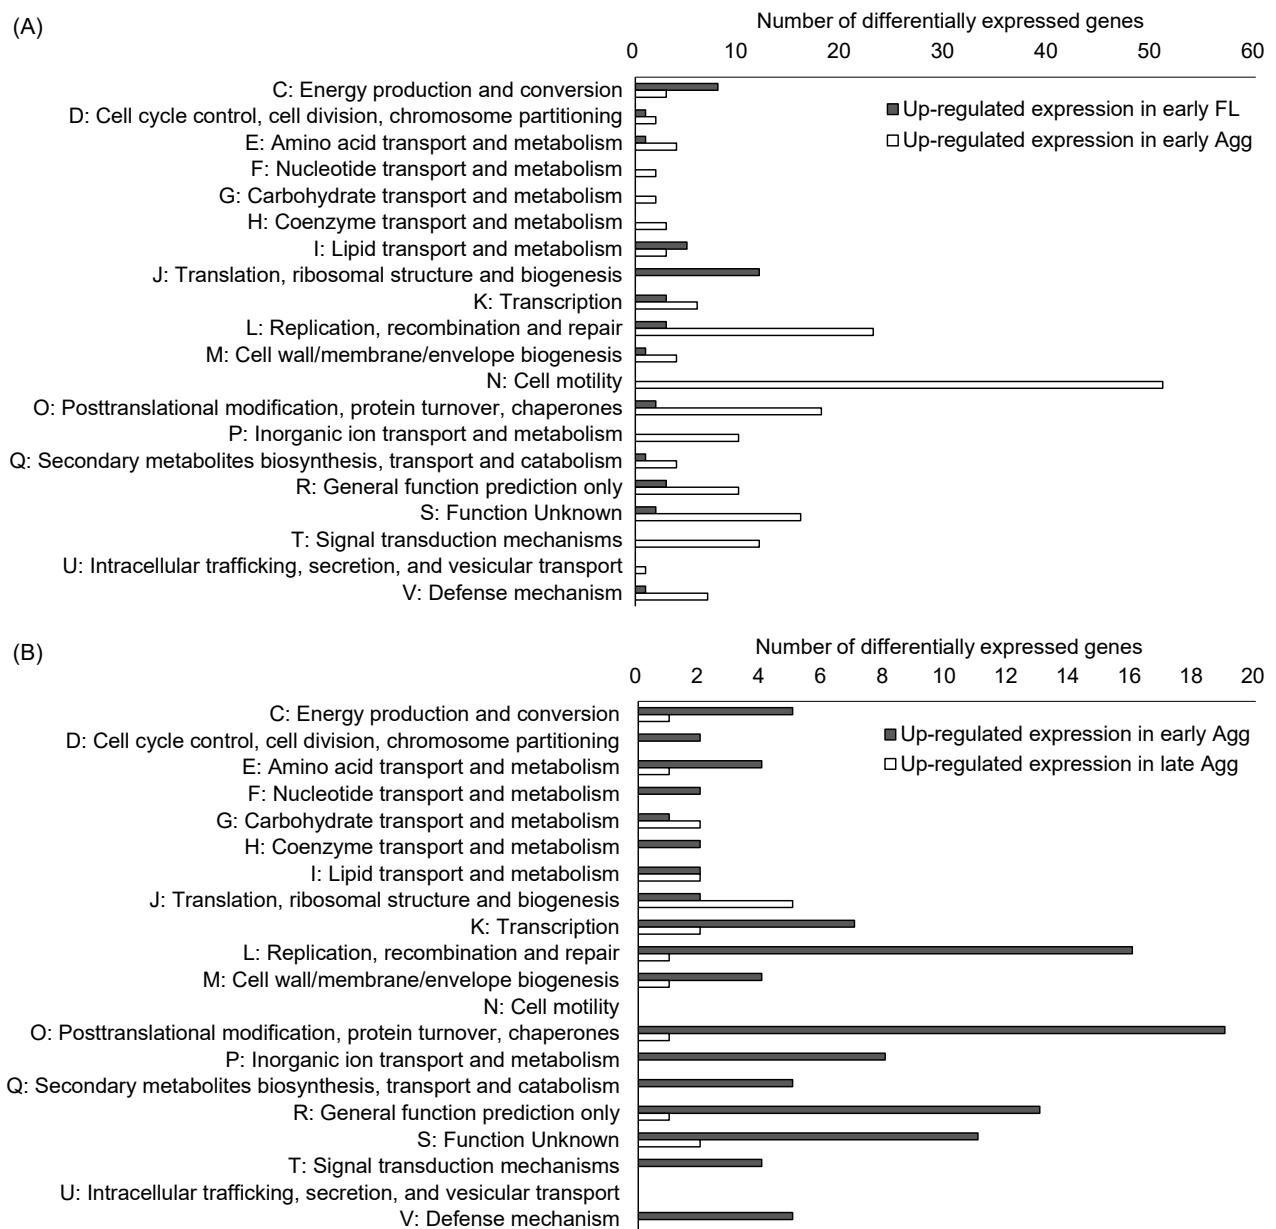 (A)
Number of differentially expressed genes
0 10 20 30 40 50 60
C: Energy production and conversion
D: Cell cycle control, cell division, chromosome partitioning
E: Amino acid transport and metabolism
F: Nucleotide transport and metabolism
G: Carbohydrate transport and metabolism
H: Coenzyme transport and metabolism
I: Lipid transport and metabolism
J: Translation, ribosomal structure and biogenesis
K: Transcription
L: Replication, recombination and repair
M: Cell wall/membrane/envelope biogenesis
N: Cell motility
O: Posttranslational modification, protein turnover, chaperones
P: Inorganic ion transport and metabolism
Q: Secondary metabolites biosynthesis, transport and catabolism
R: General function prediction only
S: Function Unknown
T: Signal transduction mechanisms
U: Intracellular trafficking, secretion, and vesicular transport
V: Defense mechanism
Up-regulated expression in early FL
Up-regulated expression in early Agg
(B)
Number of differentially expressed genes
0 2 4 6 8 10 12 14 16 18 20
C: Energy production and conversion
D: Cell cycle control, cell division, chromosome partitioning
E: Amino acid transport and metabolism
F: Nucleotide transport and metabolism
G: Carbohydrate transport and metabolism
H: Coenzyme transport and metabolism
I: Lipid transport and metabolism
J: Translation, ribosomal structure and biogenesis
K: Transcription
L: Replication, recombination and repair
M: Cell wall/membrane/envelope biogenesis
N: Cell motility
O: Posttranslational modification, protein turnover, chaperones
P: Inorganic ion transport and metabolism
Q: Secondary metabolites biosynthesis, transport and catabolism
R: General function prediction only
S: Function Unknown
T: Signal transduction mechanisms
U: Intracellular trafficking, secretion, and vesicular transport
V: Defense mechanism
Up-regulated expression in early Agg
Up-regulated expression in late Agg